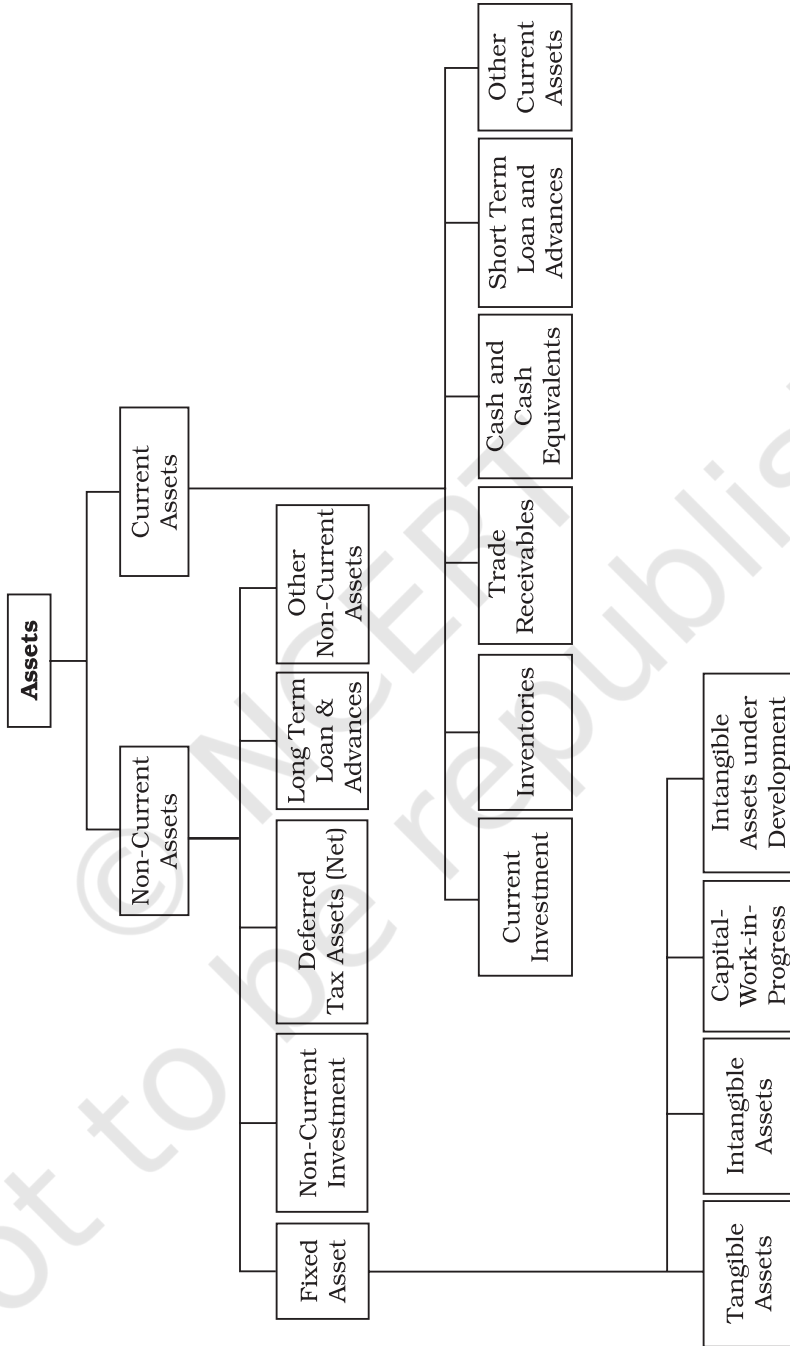 Assets
Non-Current
Assets
Current
Assets
Fixed
Asset
Non-Current
Investment
Deferred
Tax Assets (Net)
Long Term
Loan &
Advances
Other
Non-Current
Assets
Current
Investment
Inventories
Trade
Receivables
Cash and
Cash
Equivalents
Short Term
Loan and
Advances
Other
Current
Assets
Tangible
Assets
Intangible
Assets
Capital-
Work-in-
Progress
Intangible
Assets under
Development
© NCERT
to be republis